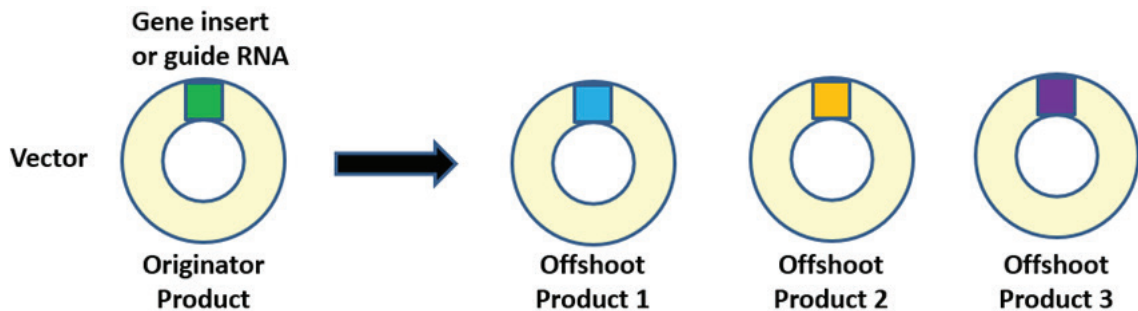 Gene insert
or guide RNA
Vector
Originator
Product
Offshoot
Product 1
Offshoot
Product 2
Offshoot
Product 3